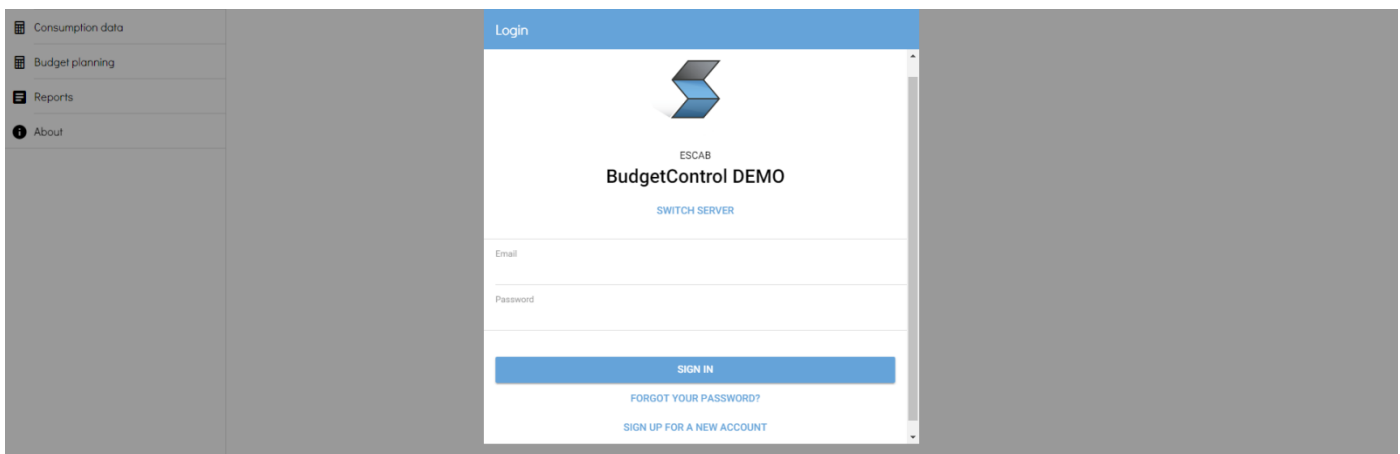 Consumption data
Budget planning
Reports
About
Login
ESCAB
BudgetControl DEMO
SWITCH SERVER
Email
Password
SIGN IN
FORGOT YOUR PASSWORD?
SIGN UP FOR A NEW ACCOUNT